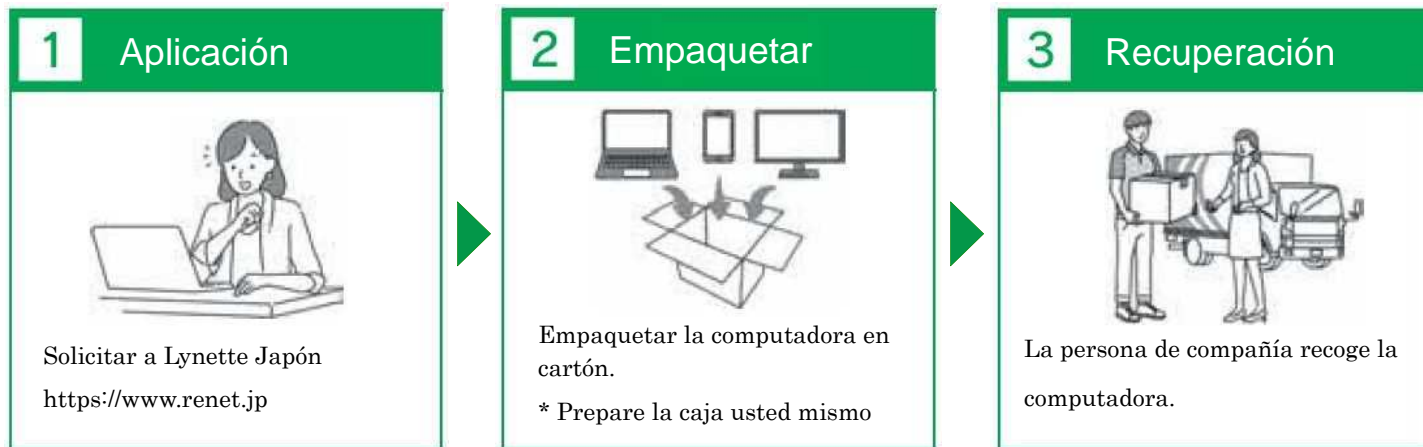 1 Aplicación
Solicitar a Lynette Japón
https://www.renet.jp
2 Empaquetar
Empaquetar la computadora en
cartón.
* Prepare la caja usted mismo
3 Recuperación
La persona de compañía recoge la
computadora.